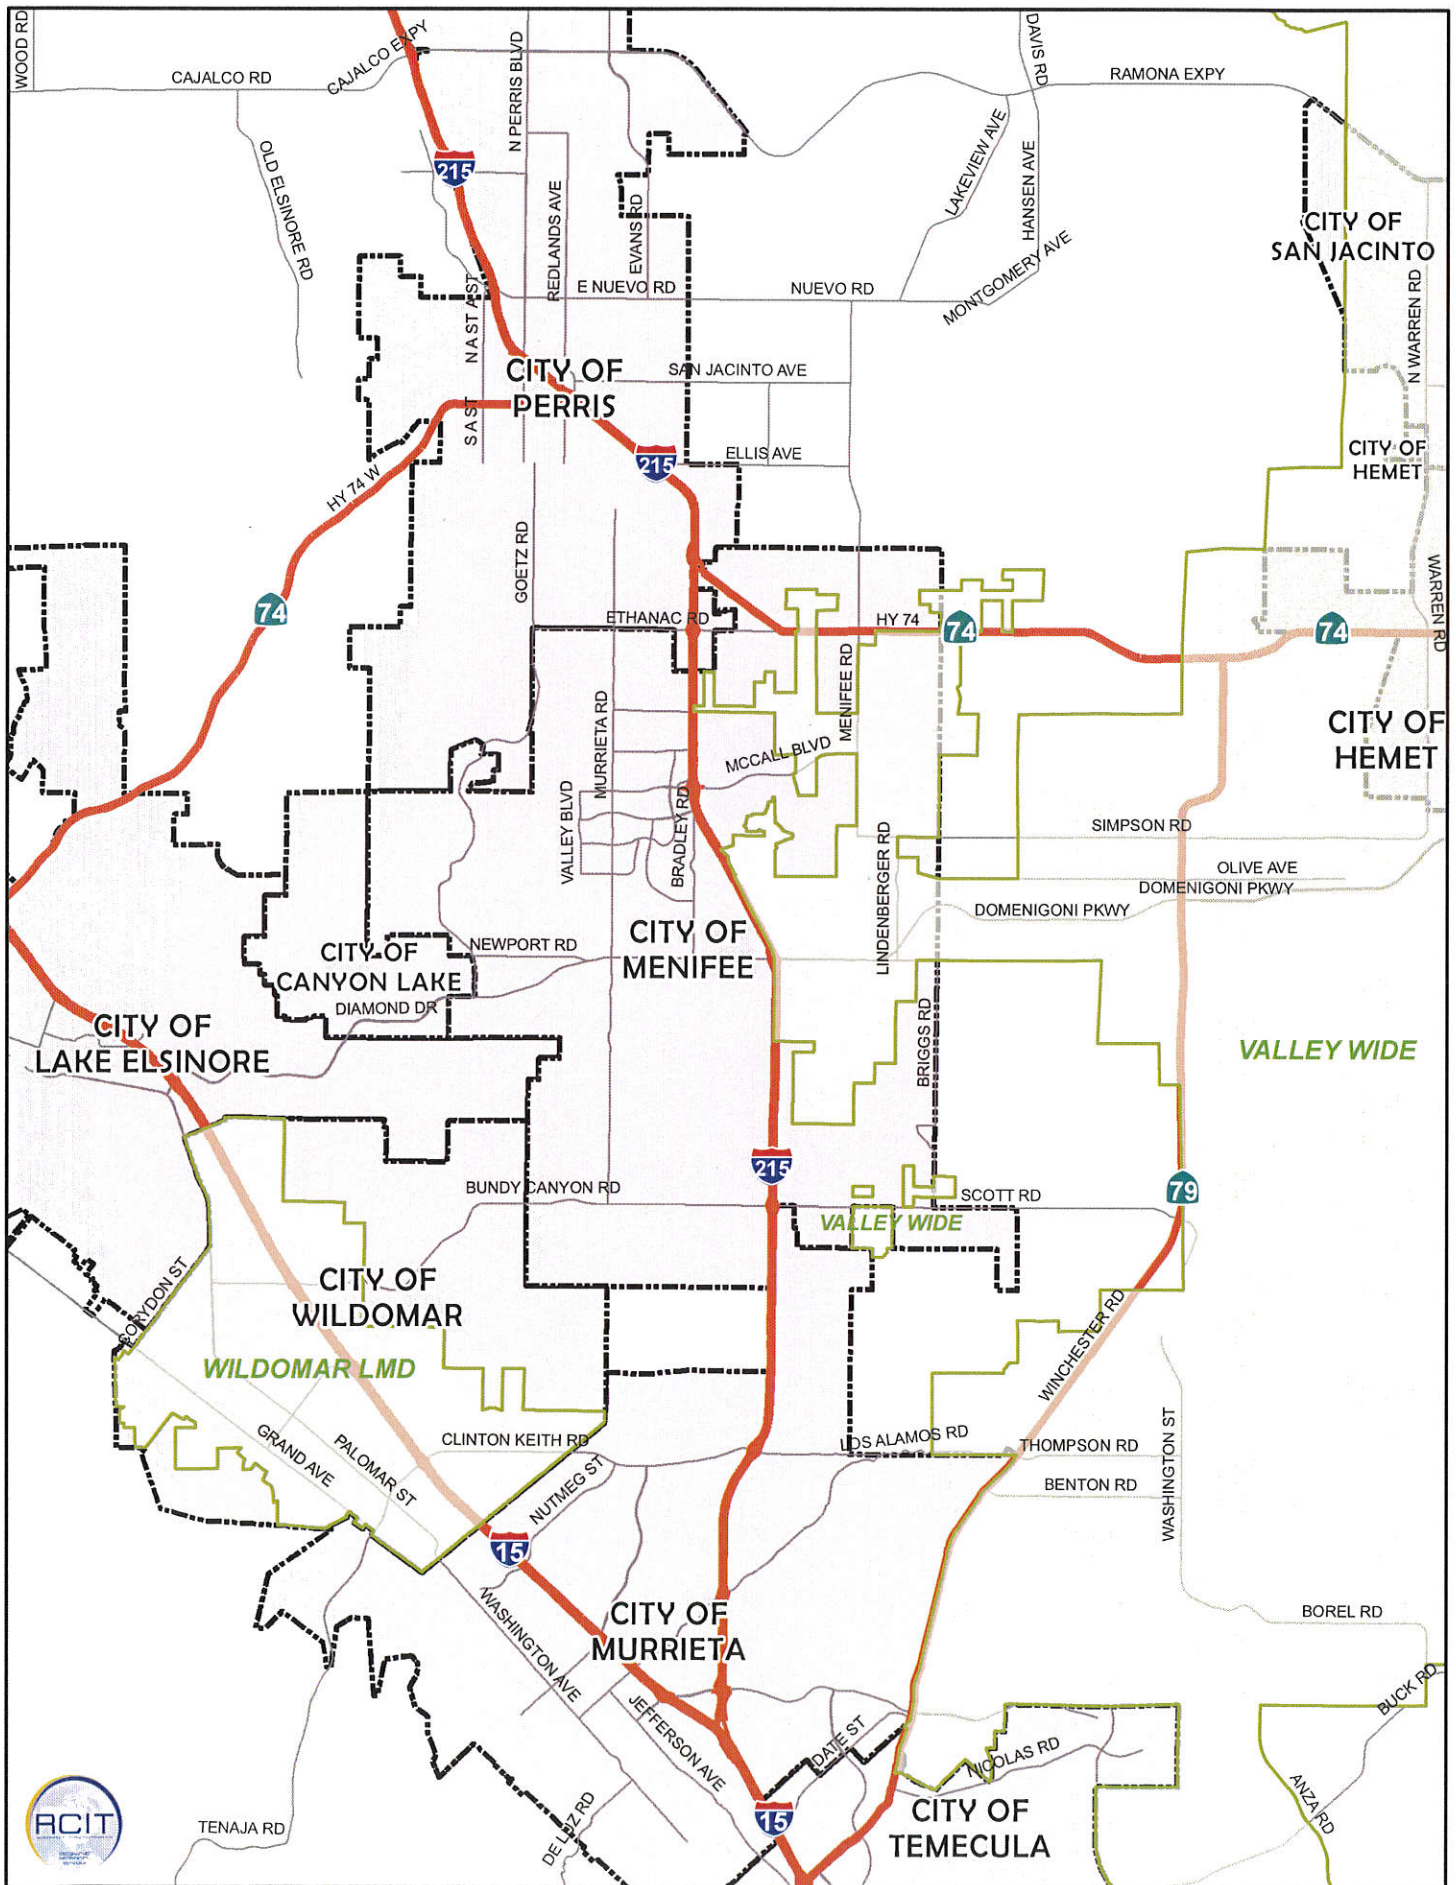 WOOD RD
CAJALCO RD
CAJALCO EXPY
N PERRIS BLVD
DAVIS RD
RAMONA EXPY
OLD ELSINORE RD
215
REDLANDS AVE
EVANS RD
LAKEVIEW AVE
HANSEN AVE
MONTGOMERY AVE
CITY OF
SAN JACINTO
N WARREN RD
E NUEVO RD
NUEVO RD
N A ST
A ST
S A ST
CITY OF
PERRIS
SAN JACINTO AVE
HY 74 W
215
ELLIS AVE
CITY OF
HEMET
GOETZ RD
WARREN RD
74
ETHANAC RD
HY 74
74
74
MENIFEE RD
MURRIETA RD
CITY OF
HEMET
MCCALL BLVD
VALLEY BLVD
BRADLEY RD
LINDENBERGER RD
SIMPSON RD
OLIVE AVE
DOMENIGONI PKWY
DOMENIGONI PKWY
CITY OF
MENIFEE
NEWPORT RD
CITY OF
CANYON LAKE
DIAMOND DR
CITY OF
LAKE ELSINORE
BRIGGS RD
VALLEY WIDE
215
79
BUNDY CANYON RD
SCOTT RD
VALLEY WIDE
CORYDON ST
CITY OF
WILDOMAR
WILDOMAR LMD
WINCHESTER RD
GRAND AVE
PALOMAR ST
CLINTON KEITH RD
LOS ALAMOS RD
THOMPSON RD
WASHINGTON ST
BENTON RD
NUTMEG ST
15
WASHINGTON AVE
CITY OF
MURRIETA
BOREL RD
BUCK RD
JEFFERSON AVE
DATE ST
NICOLAS RD
ANZA RD
RCIT
TENAJA RD
DE LUZ RD
15
CITY OF
TEMECULA